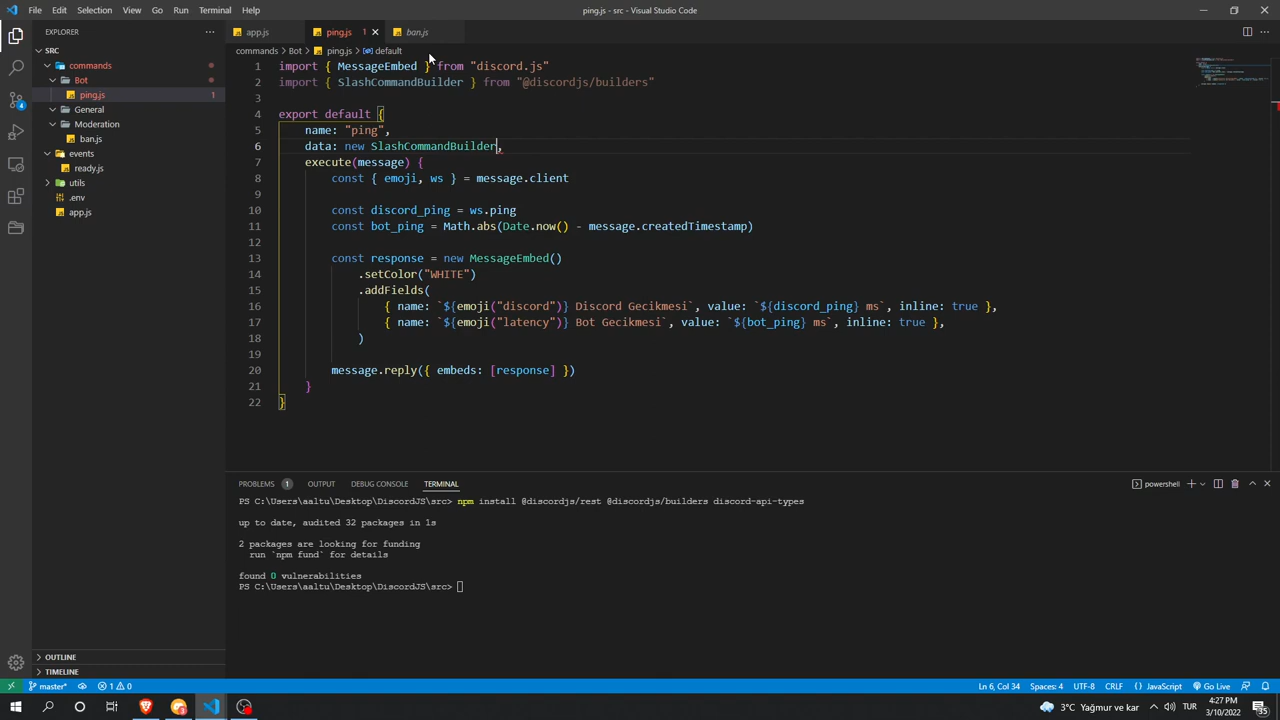 File Edit Selection View Go Run Terminal Help
ping.js - src - Visual Studio Code
EXPLORER
app.js
ping.js 1
ban.js
SRC
commands > Bot > ping.js > default
commands
Bot
ping.js 1
General
Moderation
ban.js
events
ready.js
utils
.env
app.js
1 import { MessageEmbed } from "discord.js"
2 import { SlashCommandBuilder } from "@discordjs/builders"
3
4 export default {
5 name: "ping",
6 data: new SlashCommandBuilder,
7 execute(message) {
8 const { emoji, ws } = message.client
9
10 const discord_ping = ws.ping
11 const bot_ping = Math.abs(Date.now() - message.createdTimestamp)
12
13 const response = new MessageEmbed()
14 .setColor("WHITE")
15 .addFields(
16 { name: `${emoji("discord")} Discord Gecikmesi`, value: `${discord_ping} ms`, inline: true },
17 { name: `${emoji("latency")} Bot Gecikmesi`, value: `${bot_ping} ms`, inline: true },
18 )
19
20 message.reply({ embeds: [response] })
21 }
22 }
PROBLEMS 1 OUTPUT DEBUG CONSOLE TERMINAL
powershell
PS C:\Users\aaltu\Desktop\DiscordJS\src> npm install @discordjs/rest @discordjs/builders discord-api-types
up to date, audited 32 packages in 1s
2 packages are looking for funding
run `npm fund` for details
found 0 vulnerabilities
PS C:\Users\aaltu\Desktop\DiscordJS\src>
OUTLINE
TIMELINE
master* 1 0
Ln 6, Col 34 Spaces: 4 UTF-8 CRLF {} JavaScript Go Live
3°C Yağmur ve kar
TUR
4:27 PM
3/10/2022
35
4